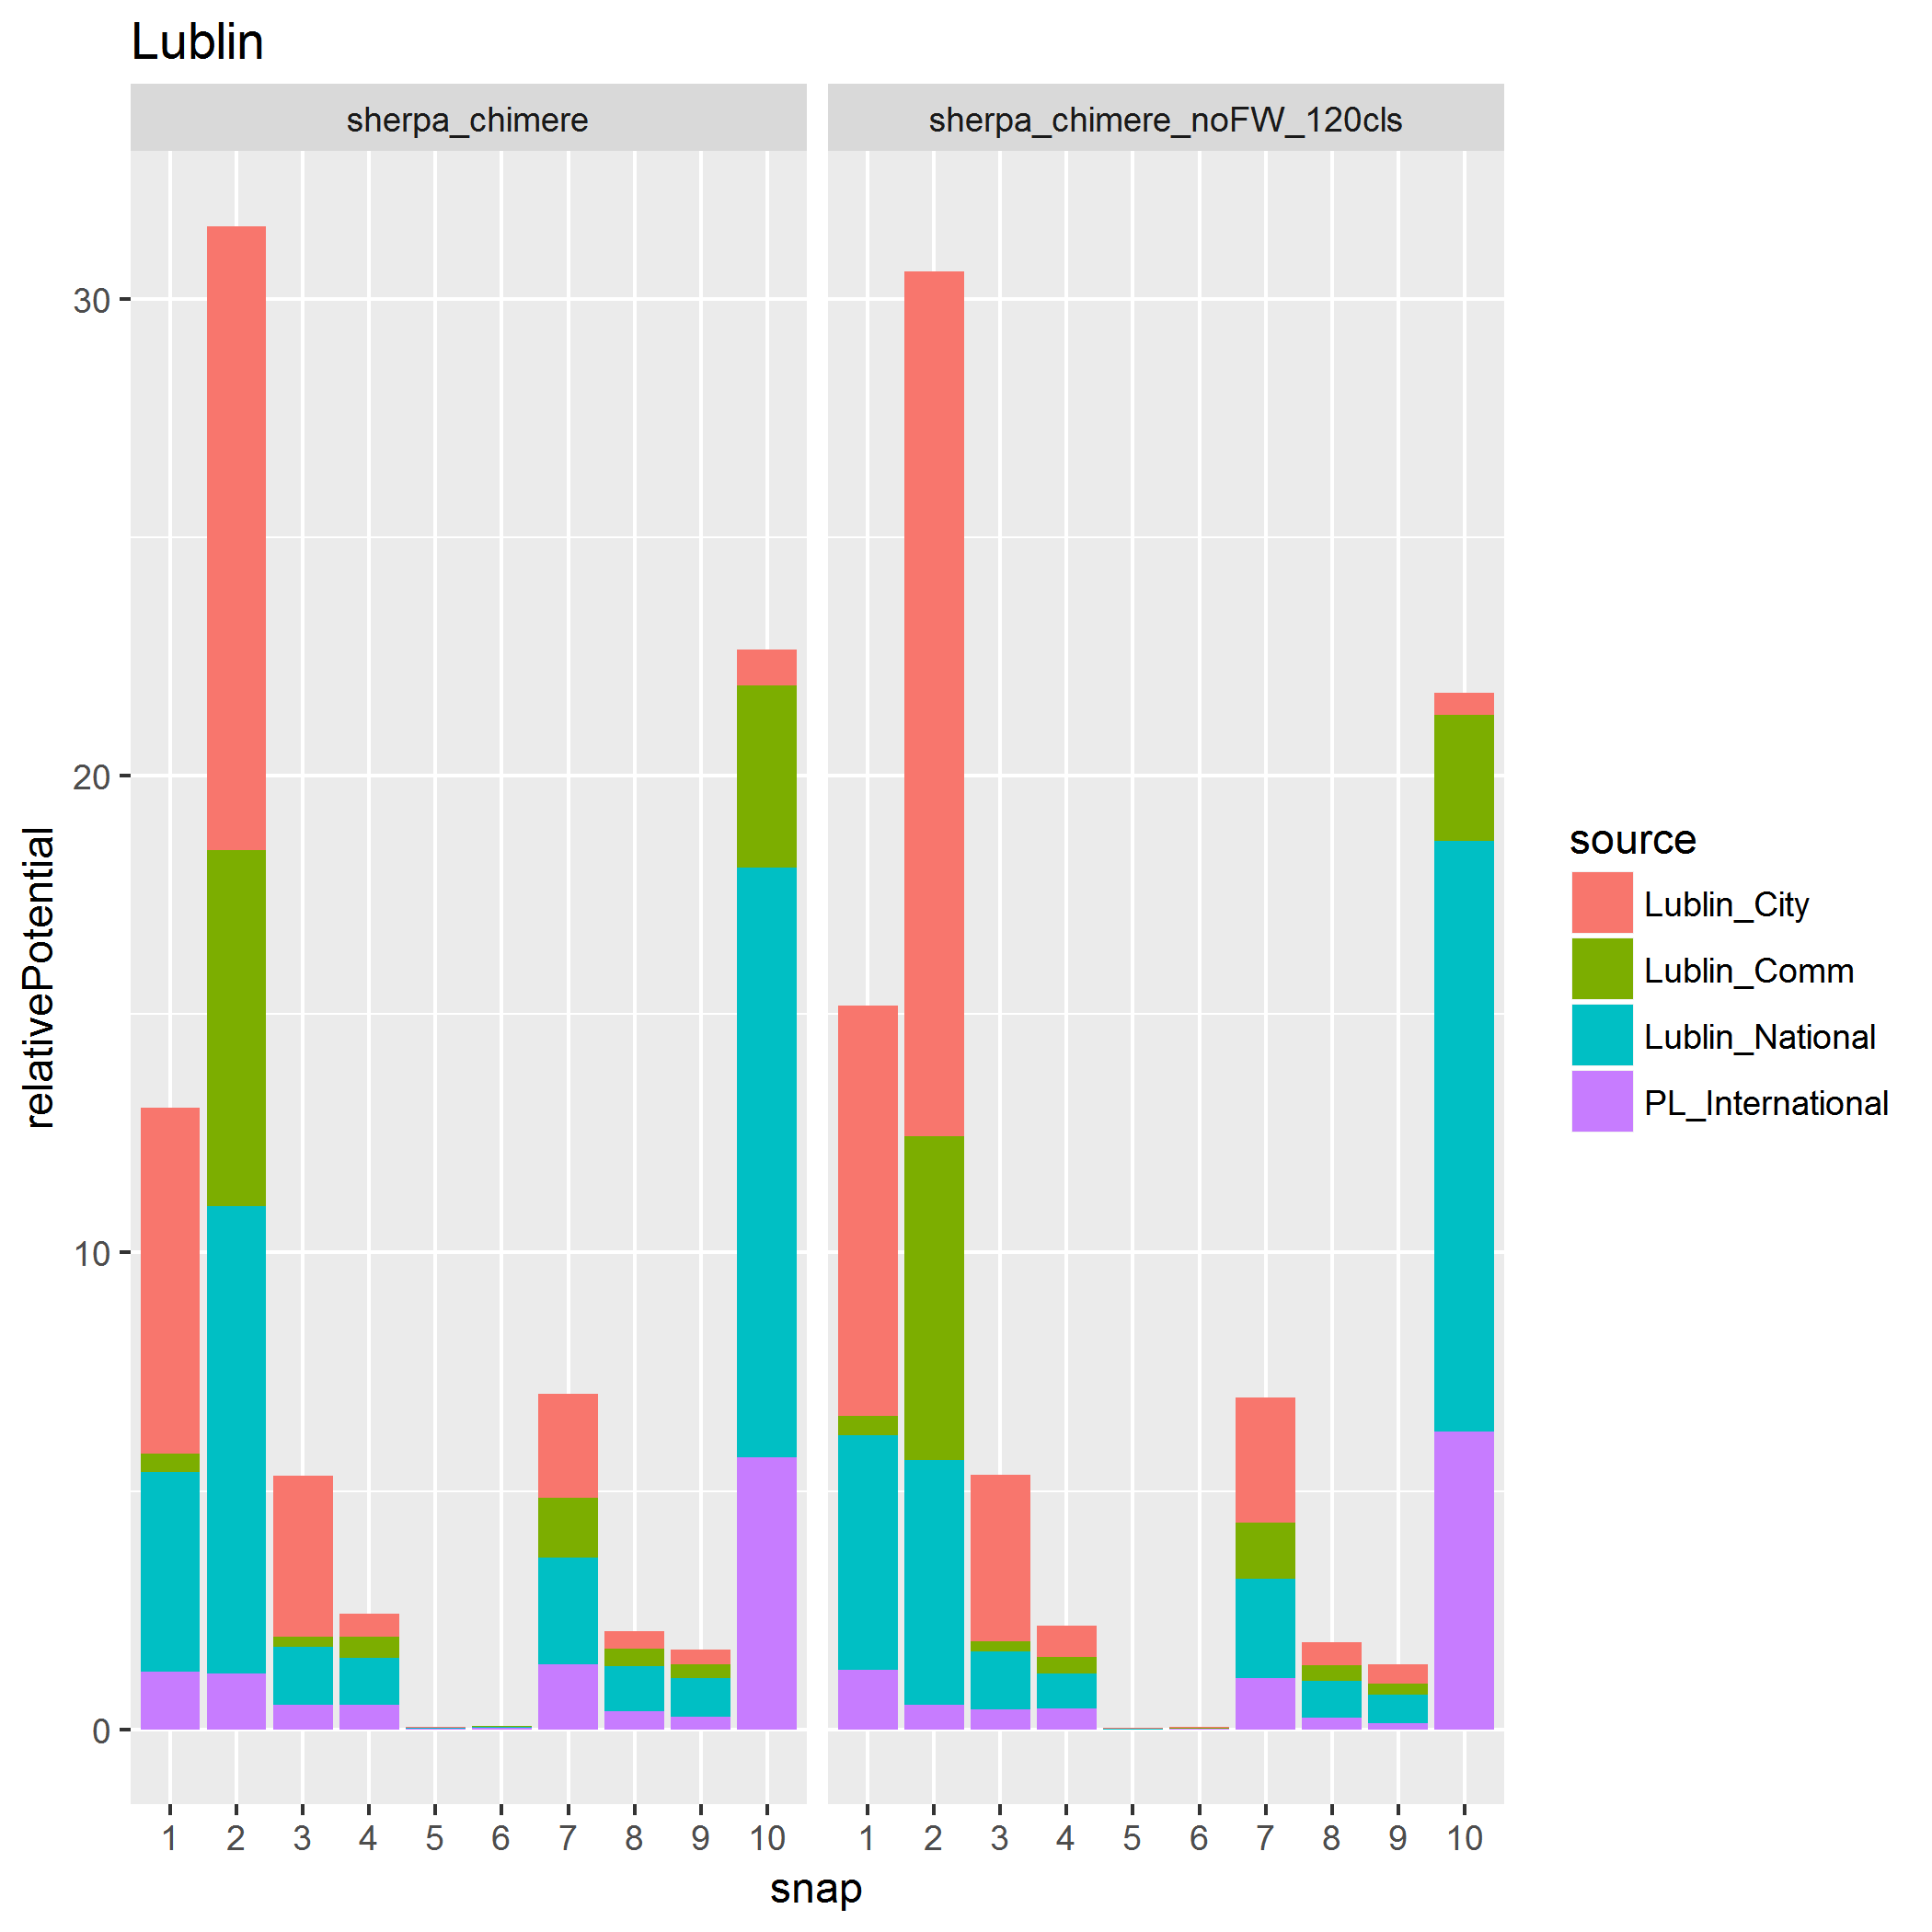 Lublin
sherpa_chimere
sherpa_chimere_noFW_120cls
30
20
10
0
relativePotential
1 2 3 4 5 6 7 8 9 10
1 2 3 4 5 6 7 8 9 10
snap
source
Lublin_City
Lublin_Comm
Lublin_National
PL_International